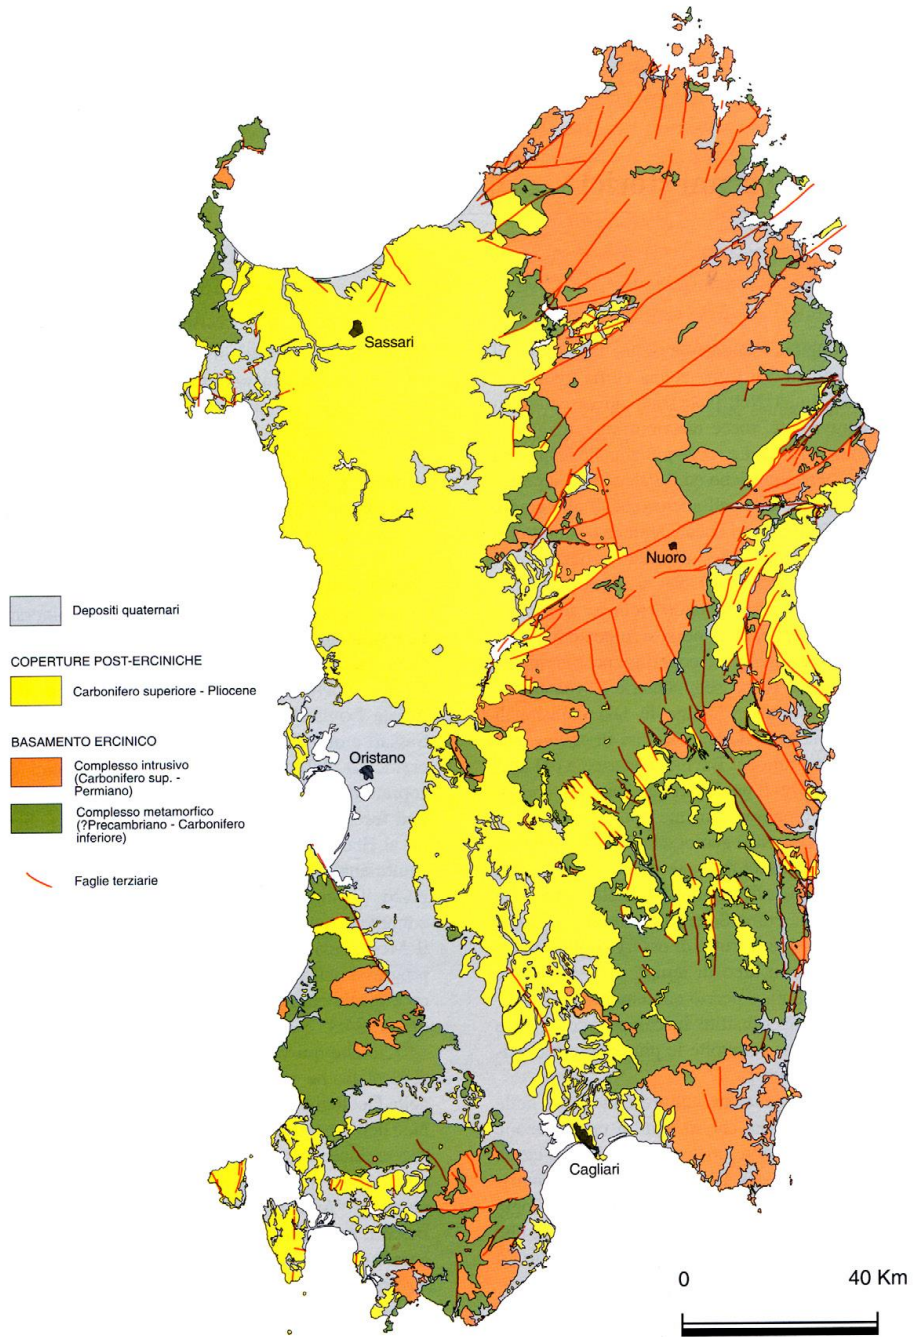 Sassari
Nuoro
Depositi quaternari
COPERTURE POST-ERCINICHE
Carbonifero superiore - Pliocene
BASAMENTO ERCINICO
Complesso intrusivo
(Carbonifero sup. -
Permiano)
Complesso metamorfico
(?Precambriano - Carbonifero
inferiore)
Faglie terziarie
Oristano
Cagliari
0 40 Km